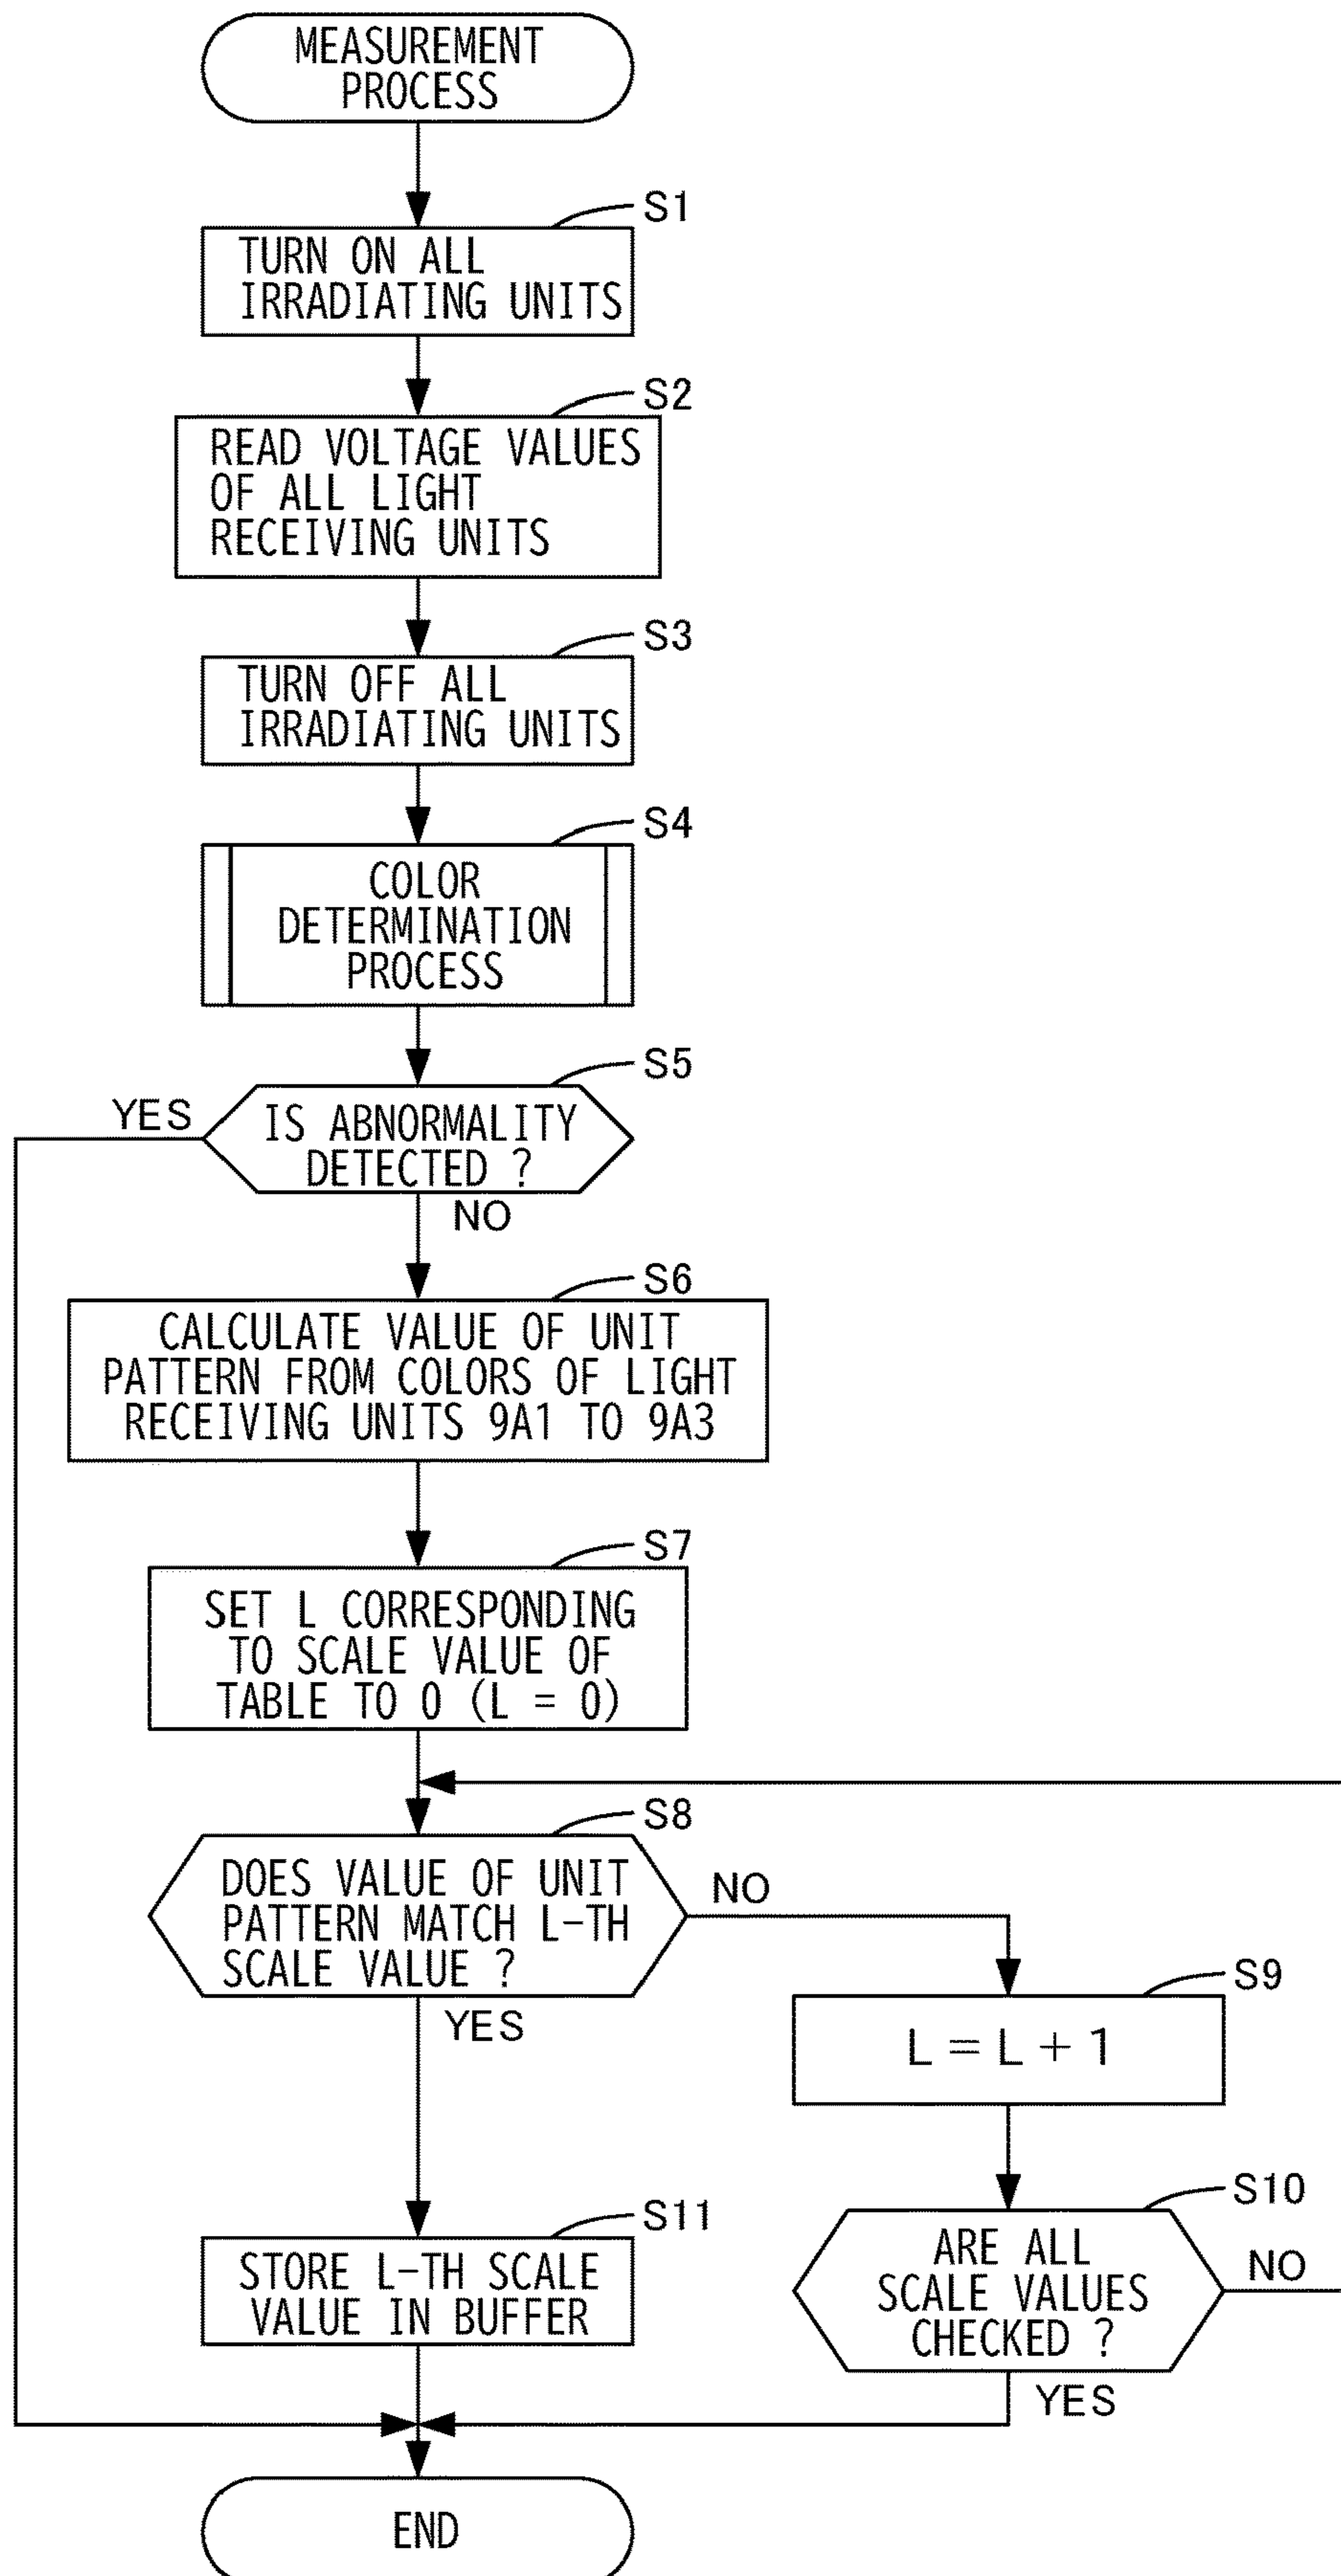 MEASUREMENT
PROCESS
S1
TURN ON ALL
IRRADIATING UNITS
S2
READ VOLTAGE VALUES
OF ALL LIGHT
RECEIVING UNITS
S3
TURN OFF ALL
IRRADIATING UNITS
S4
COLOR
DETERMINATION
PROCESS
S5
YES
IS ABNORMALITY
DETECTED ?
NO
S6
CALCULATE VALUE OF UNIT
PATTERN FROM COLORS OF LIGHT
RECEIVING UNITS 9A1 TO 9A3
S7
SET L CORRESPONDING
TO SCALE VALUE OF
TABLE TO 0 (L = 0)
S8
DOES VALUE OF UNIT
PATTERN MATCH L-TH
SCALE VALUE ?
NO
YES
S9
L = L + 1
S10
ARE ALL
SCALE VALUES
CHECKED ?
NO
YES
S11
STORE L-TH SCALE
VALUE IN BUFFER
END